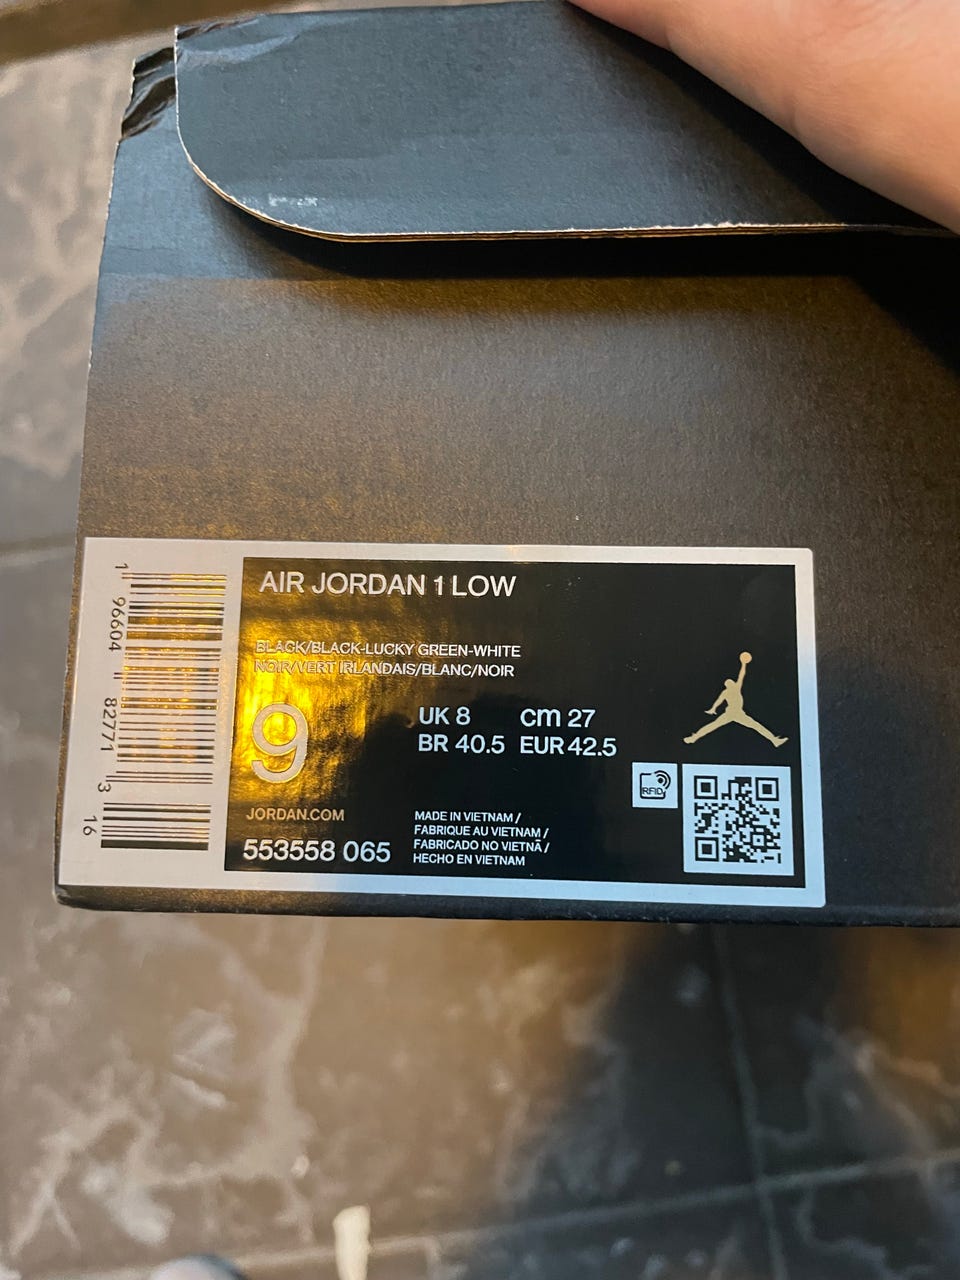 AIR JORDAN 1 LOW
BLACK/BLACK-LUCKY GREEN-WHITE
NOIR/VERT IRLANDAIS/BLANC/NOIR
9
UK 8 cm 27
BR 40.5 EUR 42.5
RFID
JORDAN.COM
553558 065
MADE IN VIETNAM /
FABRIQUE AU VIETNAM /
FABRICADO NO VIETNÃ /
HECHO EN VIETNAM
1 96604 82771 3 16